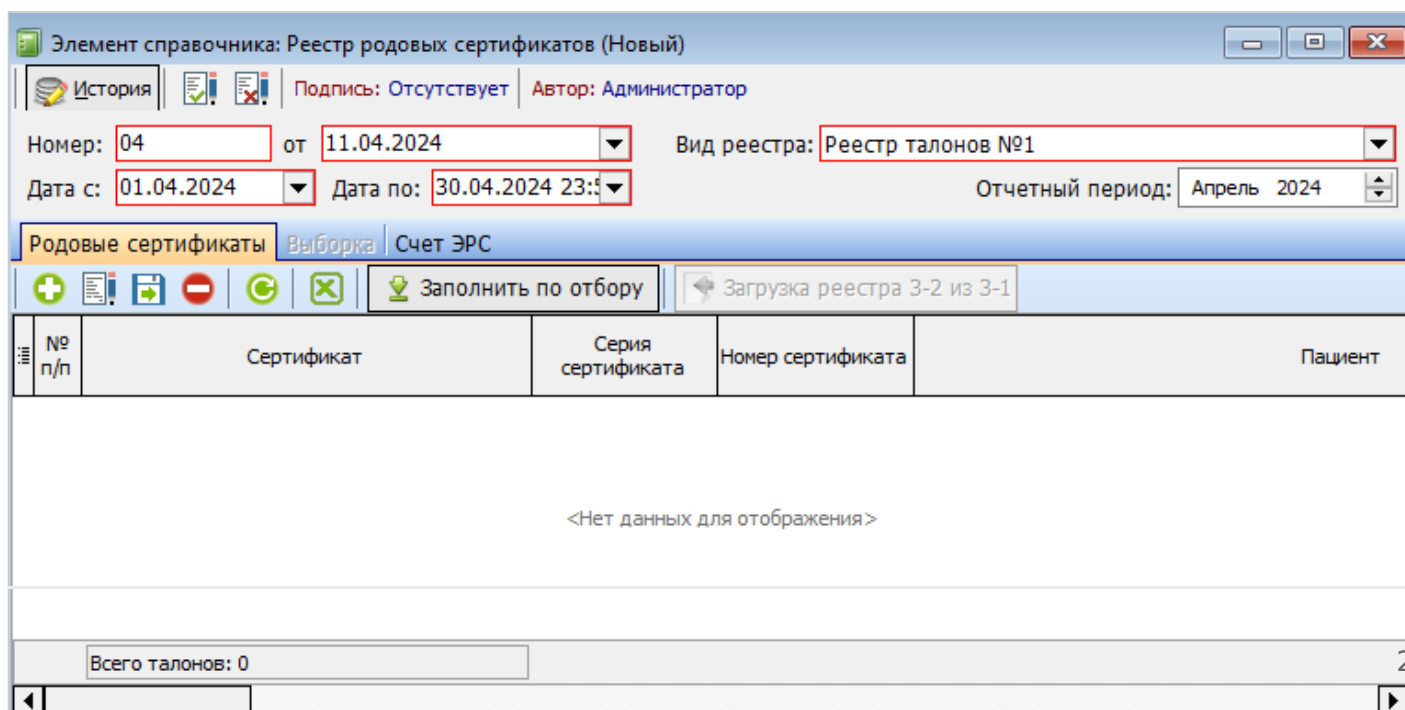 Элемент справочника: Реестр родовых сертификатов (Новый)
История Подпись: Отсутствует Автор: Администратор
Номер: 04 от 11.04.2024 Вид реестра: Реестр талонов №1
Дата с: 01.04.2024 Дата по: 30.04.2024 23:5 Отчетный период: Апрель 2024
Родовые сертификаты Выборка Счет ЭРС
Заполнить по отбору Загрузка реестра 3-2 из 3-1
№ п/п Сертификат Серия сертификата Номер сертификата Пациент
<Нет данных для отображения>
Всего талонов: 0 2